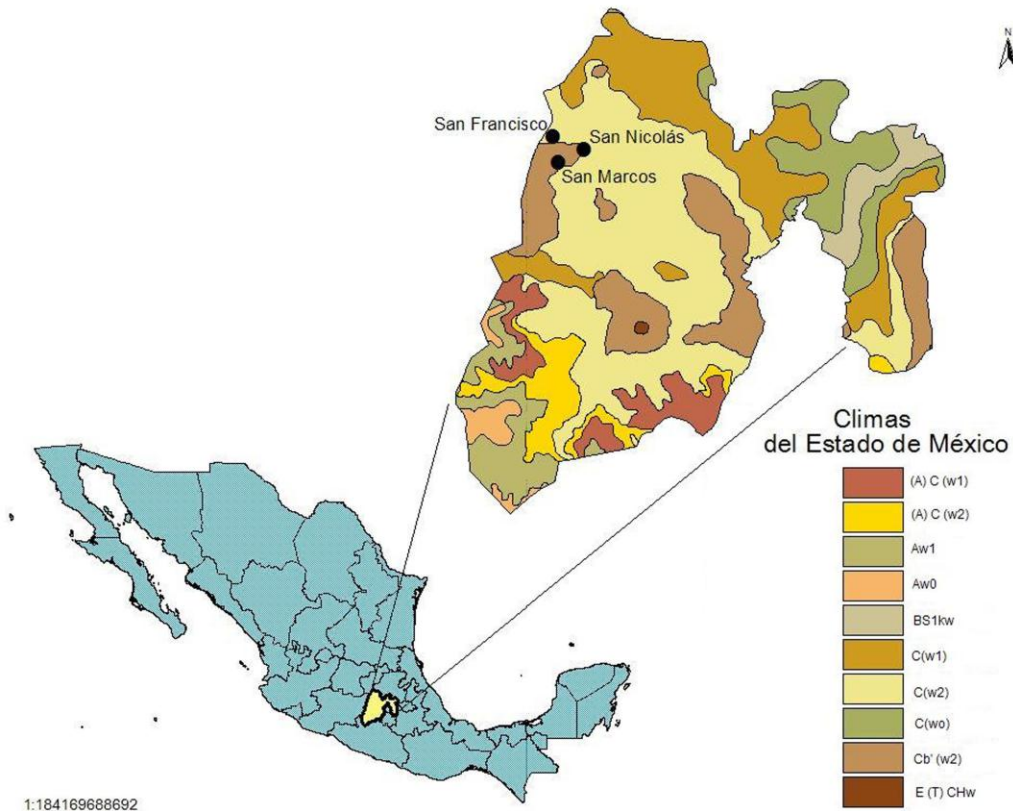 N
San Francisco
San Nicolás
San Marcos
Climas
del Estado de México
(A) C (w1)
(A) C (w2)
Aw1
Aw0
BS1kw
C(w1)
C(w2)
C(wo)
Cb' (w2)
E (T) CHw
1:184169688692